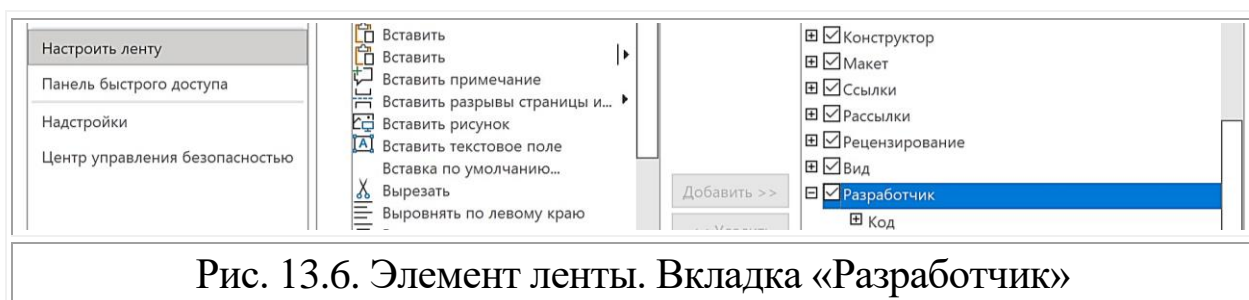 Настроить ленту
Панель быстрого доступа
Надстройки
Центр управления безопасностью
Вставить
Вставить
Вставить примечание
Вставить разрывы страницы и...
Вставить рисунок
Вставить текстовое поле
Вставка по умолчанию...
Вырезать
Выровнять по левому краю
Добавить >>
Конструктор
Макет
Ссылки
Рассылки
Рецензирование
Вид
Разработчик
Код
Рис. 13.6. Элемент ленты. Вкладка «Разработчик»